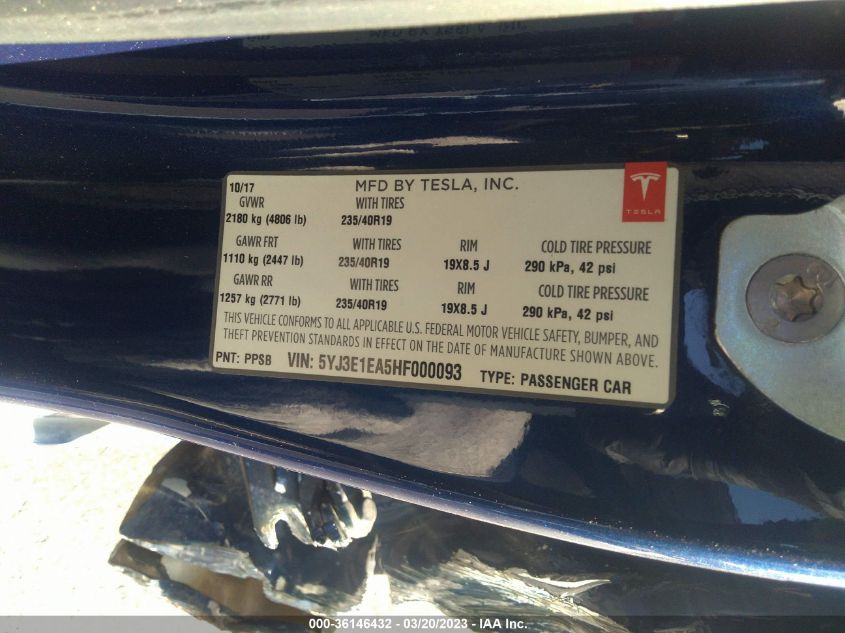 10/17 MFD BY TESLA, INC.
TESLA
GVWR WITH TIRES
2180 kg (4806 lb) 235/40R19
GAWR FRT WITH TIRES RIM COLD TIRE PRESSURE
1110 kg (2447 lb) 235/40R19 19X8.5 J 290 kPa, 42 psi
GAWR RR WITH TIRES RIM COLD TIRE PRESSURE
1257 kg (2771 lb) 235/40R19 19X8.5 J 290 kPa, 42 psi
THIS VEHICLE CONFORMS TO ALL APPLICABLE U.S. FEDERAL MOTOR VEHICLE SAFETY, BUMPER, AND
THEFT PREVENTION STANDARDS IN EFFECT ON THE DATE OF MANUFACTURE SHOWN ABOVE.
PNT: PPSB VIN: 5YJ3E1EA5HF000093 TYPE: PASSENGER CAR
000-36146432 - 03/20/2023 - IAA Inc.